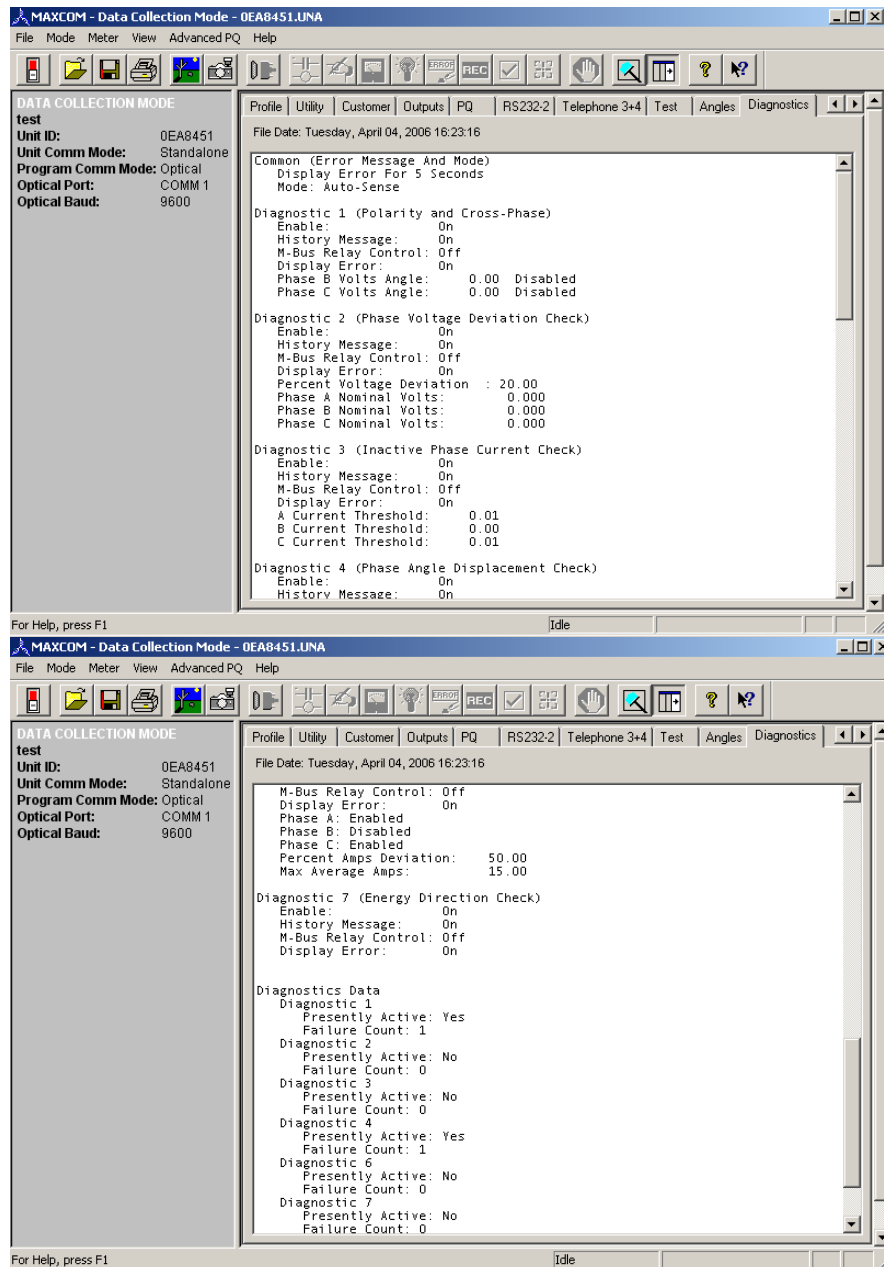 MAXCOM - Data Collection Mode - 0EA8451.UNA
File Mode Meter View Advanced PQ Help
ERROR REC
DATA COLLECTION MODE
test
Unit ID: 0EA8451
Unit Comm Mode: Standalone
Program Comm Mode: Optical
Optical Port: COMM 1
Optical Baud: 9600
Profile Utility Customer Outputs PQ RS232-2 Telephone 3+4 Test Angles Diagnostics
File Date: Tuesday, April 04, 2006 16:23:16
Common (Error Message And Mode)
Display Error For 5 Seconds
Mode: Auto-Sense
Diagnostic 1 (Polarity and Cross-Phase)
Enable: On
History Message: On
M-Bus Relay Control: Off
Display Error: On
Phase B Volts Angle: 0.00 Disabled
Phase C Volts Angle: 0.00 Disabled
Diagnostic 2 (Phase Voltage Deviation Check)
Enable: On
History Message: On
M-Bus Relay Control: Off
Display Error: On
Percent Voltage Deviation : 20.00
Phase A Nominal Volts: 0.000
Phase B Nominal Volts: 0.000
Phase C Nominal Volts: 0.000
Diagnostic 3 (Inactive Phase Current Check)
Enable: On
History Message: On
M-Bus Relay Control: Off
Display Error: On
A Current Threshold: 0.01
B Current Threshold: 0.00
C Current Threshold: 0.01
Diagnostic 4 (Phase Angle Displacement Check)
Enable: On
History Message: On
For Help, press F1
Idle
MAXCOM - Data Collection Mode - 0EA8451.UNA
File Mode Meter View Advanced PQ Help
ERROR REC
DATA COLLECTION MODE
test
Unit ID: 0EA8451
Unit Comm Mode: Standalone
Program Comm Mode: Optical
Optical Port: COMM 1
Optical Baud: 9600
Profile Utility Customer Outputs PQ RS232-2 Telephone 3+4 Test Angles Diagnostics
File Date: Tuesday, April 04, 2006 16:23:16
M-Bus Relay Control: Off
Display Error: On
Phase A: Enabled
Phase B: Disabled
Phase C: Enabled
Percent Amps Deviation: 50.00
Max Average Amps: 15.00
Diagnostic 7 (Energy Direction Check)
Enable: On
History Message: On
M-Bus Relay Control: Off
Display Error: On
Diagnostics Data
Diagnostic 1
Presently Active: Yes
Failure Count: 1
Diagnostic 2
Presently Active: No
Failure Count: 0
Diagnostic 3
Presently Active: No
Failure Count: 0
Diagnostic 4
Presently Active: Yes
Failure Count: 1
Diagnostic 6
Presently Active: No
Failure Count: 0
Diagnostic 7
Presently Active: No
Failure Count: 0
For Help, press F1
Idle